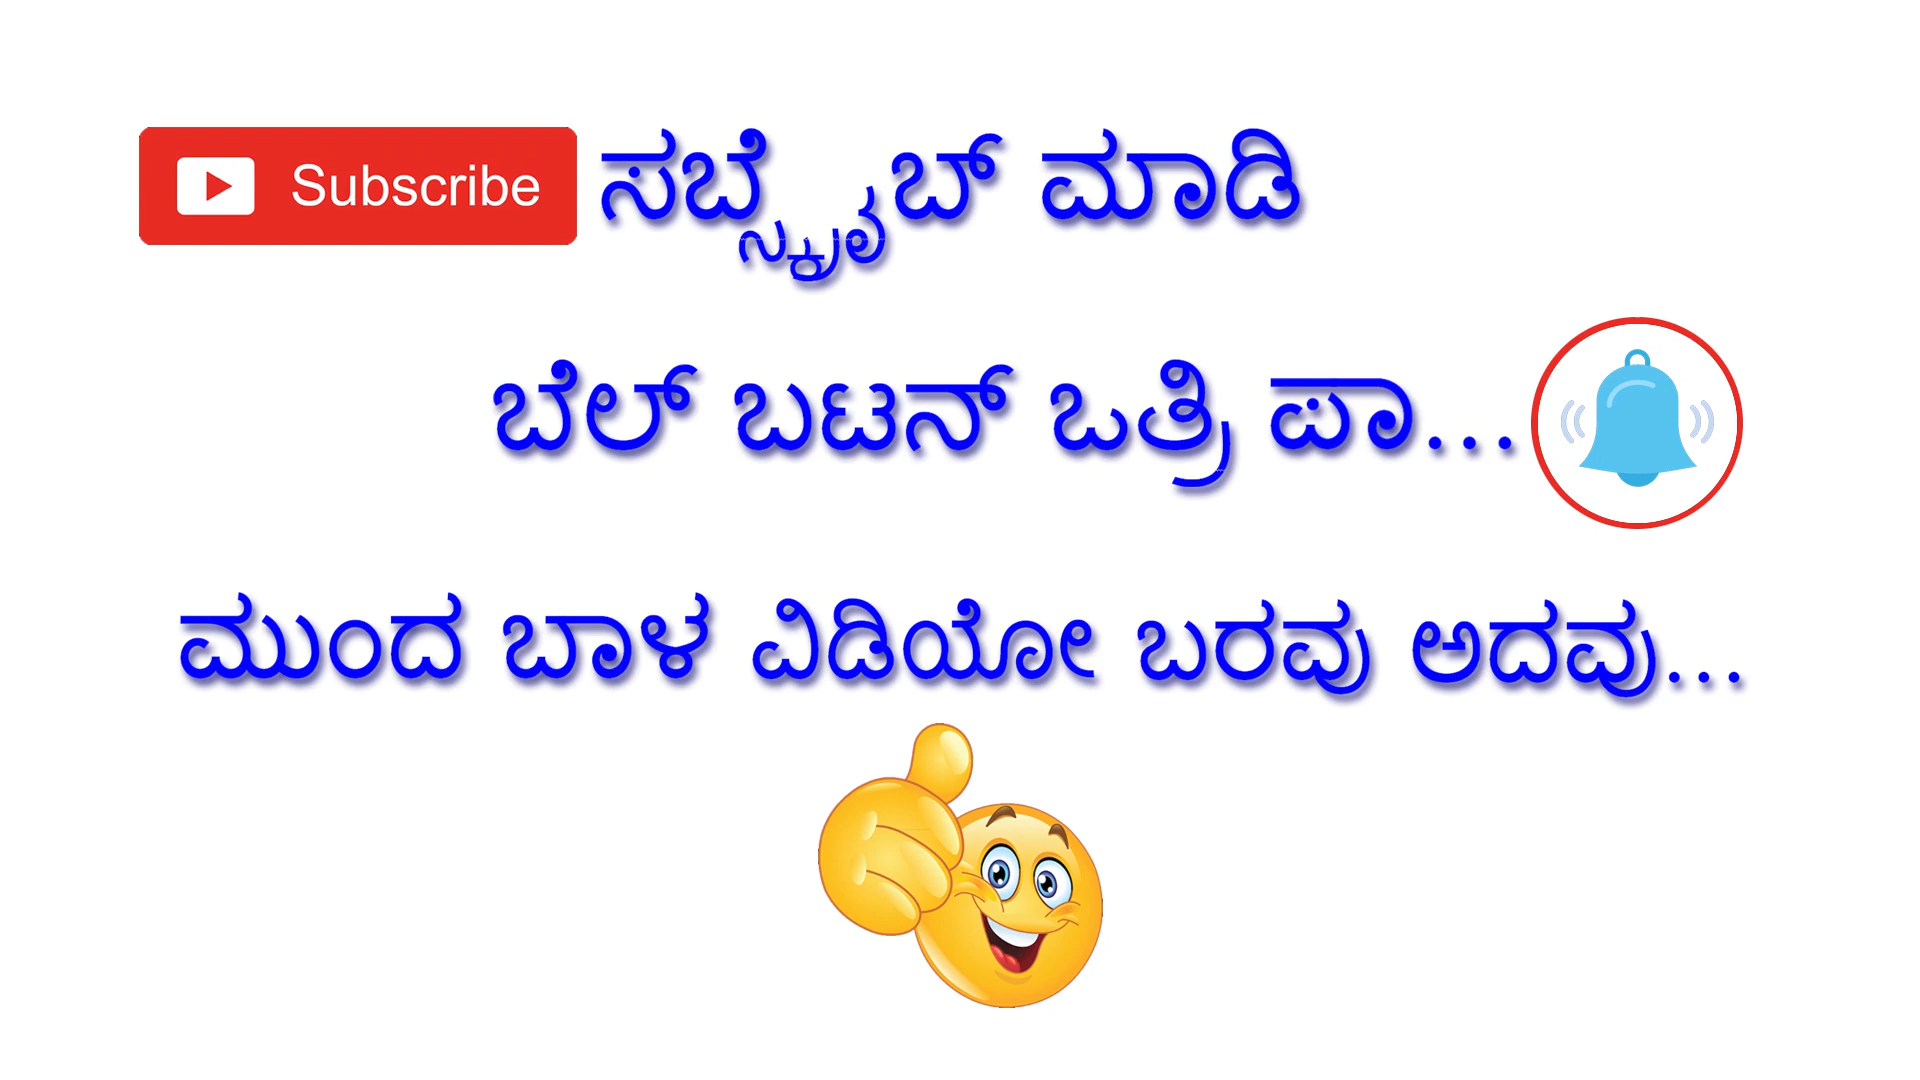 Subscribe ಸಬ್ಸ್ಕ್ರೈಬ್ ಮಾಡಿ
ಬೆಲ್ ಬಟನ್ ಒತ್ರಿ ಪಾ...
ಮುಂದ ಬಾಳ ವಿಡಿಯೋ ಬರವು ಅದವು...